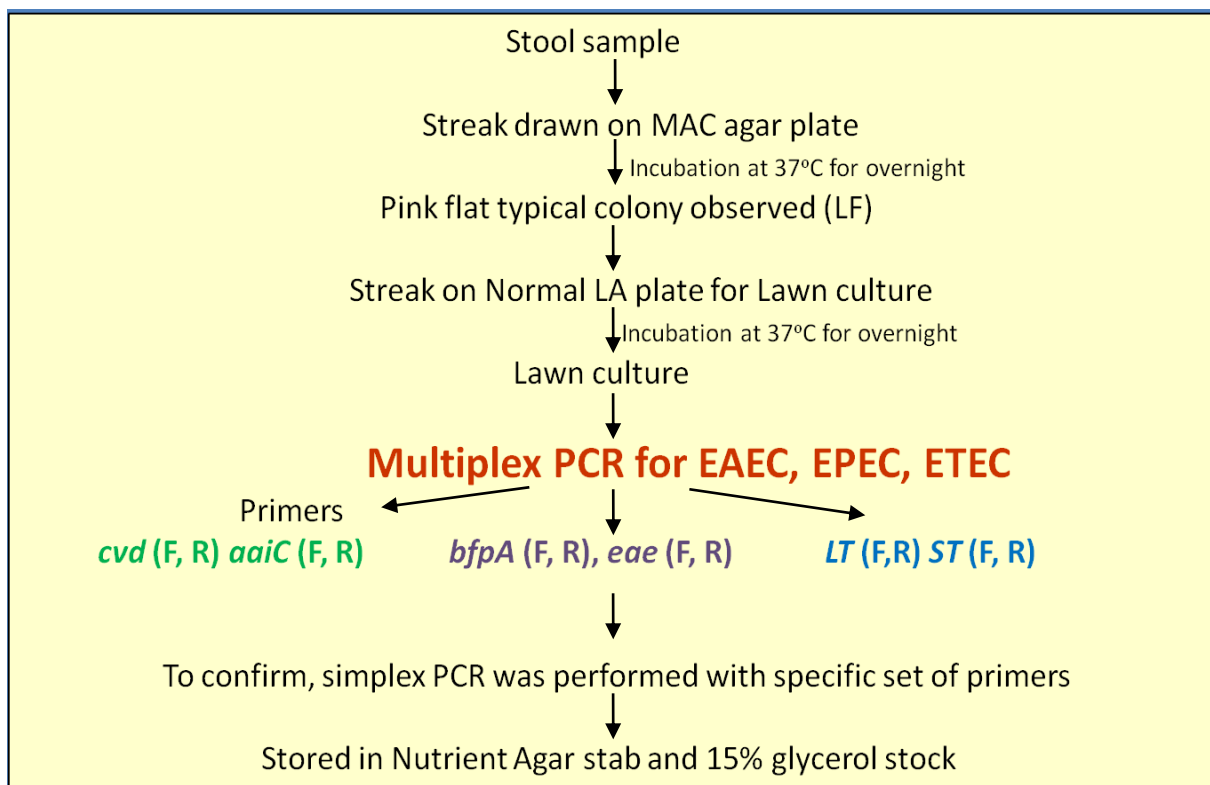 Stool sample
Streak drawn on MAC agar plate
Incubation at 37ºC for overnight
Pink flat typical colony observed (LF)
Streak on Normal LA plate for Lawn culture
Incubation at 37ºC for overnight
Lawn culture
Multiplex PCR for EAEC, EPEC, ETEC
Primers
cvd (F, R) aaiC (F, R)
bfpA (F, R), eae (F, R)
LT (F,R) ST (F, R)
To confirm, simplex PCR was performed with specific set of primers
Stored in Nutrient Agar stab and 15% glycerol stock